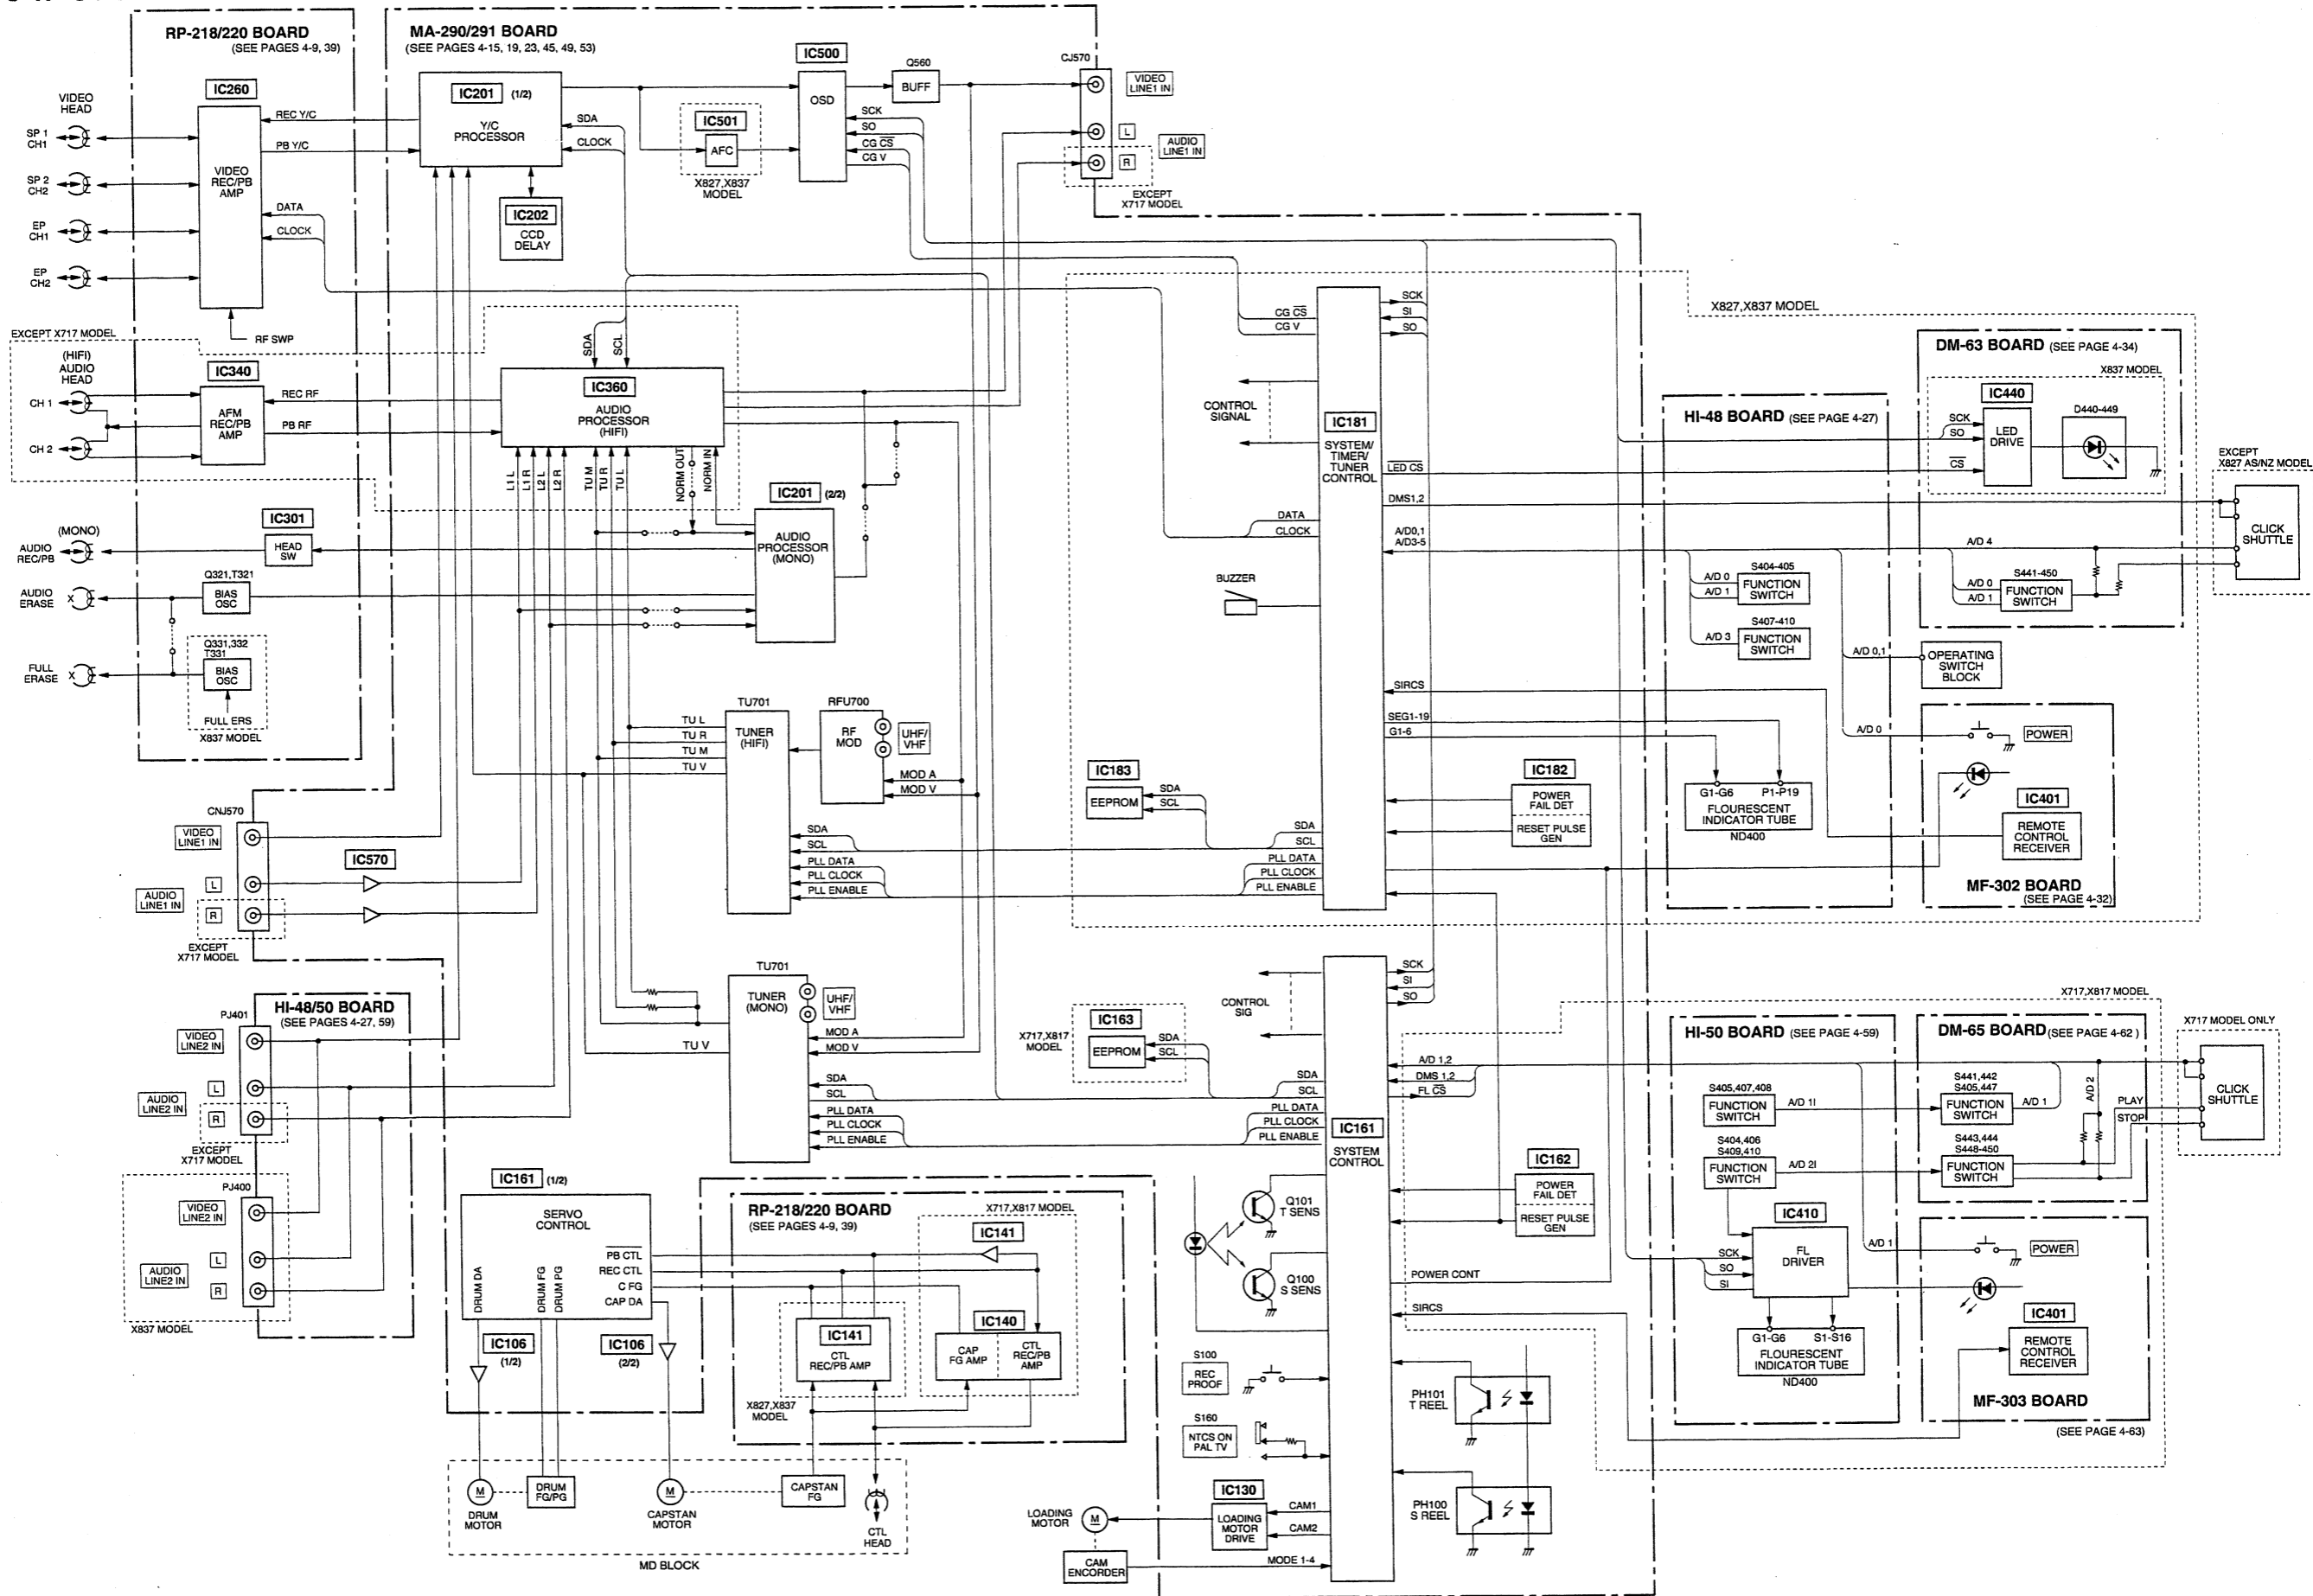 RP-218/220 BOARD
(SEE PAGES 4-9, 39)
VIDEO
HEAD
SP 1
CH1
SP 2
CH2
EP
CH1
EP
CH2
IC260
VIDEO
REC/PB
AMP
REC Y/C
PB Y/C
DATA
CLOCK
RF SWP
EXCEPT X717 MODEL
(HIFI)
AUDIO
HEAD
CH 1
CH 2
IC340
AFM
REC/PB
AMP
REC RF
PB RF
(MONO)
AUDIO
REC/PB
IC301
HEAD
SW
AUDIO
ERASE
Q321,T321
BIAS
OSC
FULL
ERASE
Q331,332
T331
BIAS
OSC
FULL ERS
X837 MODEL
MA-290/291 BOARD
(SEE PAGES 4-15, 19, 23, 45, 49, 53)
IC201 (1/2)
Y/C
PROCESSOR
SDA
CLOCK
IC202
CCD
DELAY
IC501
AFC
X827,X837
MODEL
IC500
OSD
SCK
SO
CG CS
CG V
Q560
BUFF
CJ570
VIDEO
LINE1 IN
L
AUDIO
LINE1 IN
R
EXCEPT
X717 MODEL
SDA
SCL
IC360
AUDIO
PROCESSOR
(HIFI)
L1 L
L1 R
L2 L
L2 R
TU M
TU R
TU L
NORM OUT
NORM IN
IC201 (2/2)
AUDIO
PROCESSOR
(MONO)
TU701
TUNER
(HIFI)
TU L
TU R
TU M
TU V
RFU700
RF
MOD
UHF/
VHF
MOD A
MOD V
SDA
SCL
PLL DATA
PLL CLOCK
PLL ENABLE
CNJ570
VIDEO
LINE1 IN
L
AUDIO
LINE1 IN
R
EXCEPT
X717 MODEL
IC570
TU701
TUNER
(MONO)
UHF/
VHF
TU V
MOD A
MOD V
SDA
SCL
PLL DATA
PLL CLOCK
PLL ENABLE
HI-48/50 BOARD
(SEE PAGES 4-27, 59)
PJ401
VIDEO
LINE2 IN
L
AUDIO
LINE2 IN
R
EXCEPT
X717 MODEL
PJ400
VIDEO
LINE2 IN
L
AUDIO
LINE2 IN
R
X837 MODEL
IC161 (1/2)
SERVO
CONTROL
PB CTL
REC CTL
C FG
CAP DA
DRUM DA
DRUM FG
DRUM PG
IC106
(1/2)
IC106
(2/2)
RP-218/220 BOARD
(SEE PAGES 4-9, 39)
X717,X817 MODEL
IC141
IC141
CTL
REC/PB AMP
X827,X837
MODEL
IC140
CAP
FG AMP
CTL
REC/PB
AMP
M
DRUM
MOTOR
DRUM
FG/PG
M
CAPSTAN
MOTOR
CAPSTAN
FG
CTL
HEAD
MD BLOCK
X827,X837 MODEL
IC181
SYSTEM/
TIMER/
TUNER
CONTROL
CG CS
CG V
SCK
SI
SO
CONTROL
SIGNAL
LED CS
DMS1,2
A/D0,1
A/D3-5
DATA
CLOCK
BUZZER
SIRCS
SEG1-19
G1-6
IC183
EEPROM
SDA
SCL
SDA
SCL
PLL DATA
PLL CLOCK
PLL ENABLE
IC182
POWER
FAIL DET
RESET PULSE
GEN
HI-48 BOARD (SEE PAGE 4-27)
S404-405
A/D 0
A/D 1
FUNCTION
SWITCH
S407-410
A/D 3
FUNCTION
SWITCH
G1-G6 P1-P19
FLOURESCENT
INDICATOR TUBE
ND400
DM-63 BOARD (SEE PAGE 4-34)
X837 MODEL
IC440
SCK
SO
CS
LED
DRIVE
D440-449
A/D 4
S441-450
A/D 0
A/D 1
FUNCTION
SWITCH
EXCEPT
X827 AS/NZ MODEL
CLICK
SHUTTLE
A/D 0,1
OPERATING
SWITCH
BLOCK
A/D 0
POWER
IC401
REMOTE
CONTROL
RECEIVER
MF-302 BOARD
(SEE PAGE 4-32)
IC161
SYSTEM
CONTROL
SCK
SI
SO
CONTROL
SIG
X717,X817
MODEL
IC163
EEPROM
SDA
SCL
SDA
SCL
PLL DATA
PLL CLOCK
PLL ENABLE
A/D 1,2
DMS 1,2
FL CS
IC162
POWER
FAIL DET
RESET PULSE
GEN
Q101
T SENS
Q100
S SENS
POWER CONT
SIRCS
S100
REC
PROOF
S160
NTCS ON
PAL TV
PH101
T REEL
PH100
S REEL
LOADING
MOTOR
M
IC130
LOADING
MOTOR
DRIVE
CAM1
CAM2
CAM
ENCORDER
MODE 1-4
X717,X817 MODEL
HI-50 BOARD (SEE PAGE 4-59)
S405,407,408
FUNCTION
SWITCH
A/D 1I
S404,406
S409,410
FUNCTION
SWITCH
A/D 2I
IC410
FL
DRIVER
SCK
SO
SI
G1-G6 S1-S16
FLOURESCENT
INDICATOR TUBE
ND400
DM-65 BOARD (SEE PAGE 4-62 )
S441,442
S405,447
FUNCTION
SWITCH
A/D 1
A/D 2
S443,444
S448-450
FUNCTION
SWITCH
PLAY
STOP
X717 MODEL ONLY
CLICK
SHUTTLE
A/D 1
POWER
IC401
REMOTE
CONTROL
RECEIVER
MF-303 BOARD
(SEE PAGE 4-63)